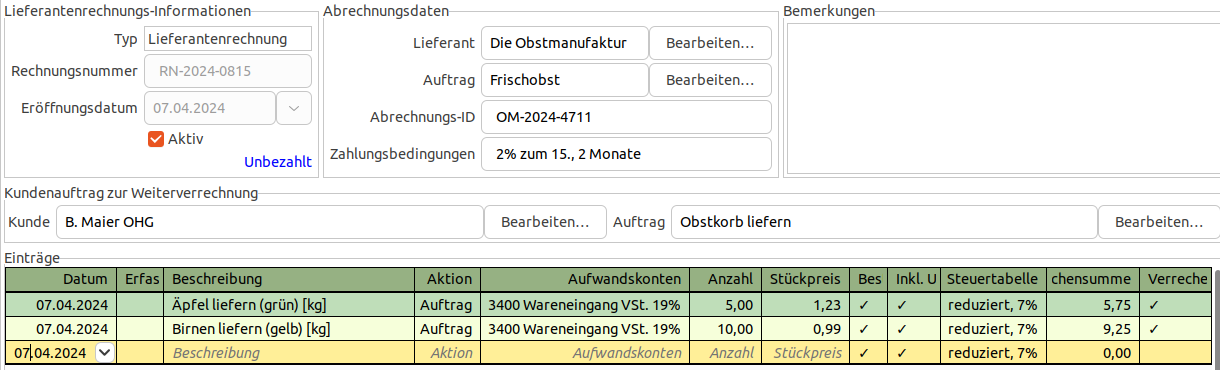 Lieferantenrechnungs-Informationen
Typ Lieferantenrechnung
Rechnungsnummer RN-2024-0815
Eröffnungsdatum 07.04.2024
Aktiv
Unbezahlt
Abrechnungsdaten
Lieferant Die Obstmanufaktur Bearbeiten…
Auftrag Frischobst Bearbeiten…
Abrechnungs-ID OM-2024-4711
Zahlungsbedingungen 2% zum 15., 2 Monate
Bemerkungen
Kundenauftrag zur Weiterverrechnung
Kunde B. Maier OHG Bearbeiten… Auftrag Obstkorb liefern Bearbeiten…
Einträge
Datum Erfas Beschreibung Aktion Aufwandskonten Anzahl Stückpreis Bes Inkl. U Steuertabelle chensumme Verreche
07.04.2024 Äpfel liefern (grün) [kg] Auftrag 3400 Wareneingang VSt. 19% 5,00 1,23 ✓ ✓ reduziert, 7% 5,75 ✓
07.04.2024 Birnen liefern (gelb) [kg] Auftrag 3400 Wareneingang VSt. 19% 10,00 0,99 ✓ ✓ reduziert, 7% 9,25 ✓
07.04.2024 Beschreibung Aktion Aufwandskonten Anzahl Stückpreis ✓ ✓ reduziert, 7% 0,00